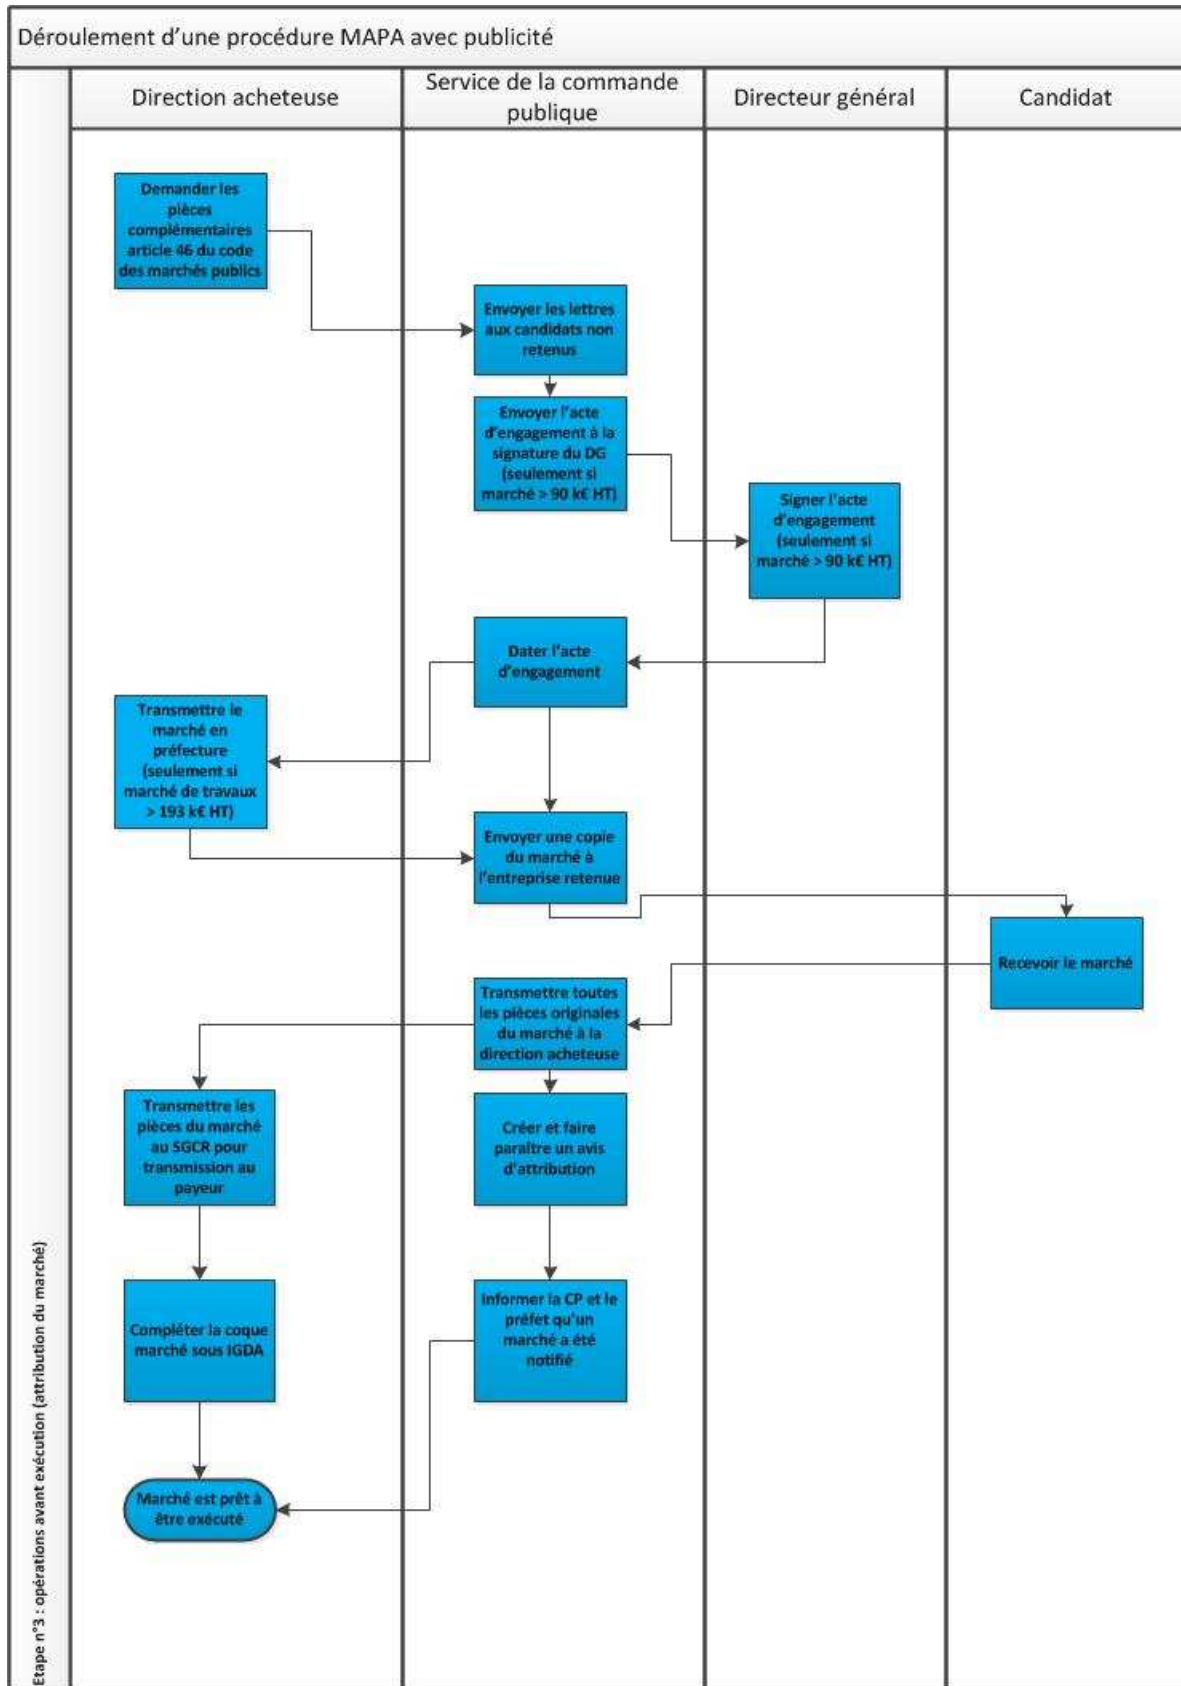 Déroulement d'une procédure MAPA avec publicité
Direction acheteuse
Service de la commande
publique
Directeur général
Candidat
Demander les
pièces
complémentaires
article 46 du code
des marchés publics
Envoyer les lettres
aux candidats non
retenus
Envoyer l'acte
d'engagement à la
signature du DG
(seulement si
marché > 90 k€ HT)
Signer l'acte
d'engagement
(seulement si
marché > 90 k€ HT)
Dater l'acte
d'engagement
Transmettre le
marché en
préfecture
(seulement si
marché de travaux
> 193 k€ HT)
Envoyer une copie
du marché à
l'entreprise retenue
Recevoir le marché
Transmettre toutes
les pièces originales
du marché à la
direction acheteuse
Transmettre les
pièces du marché
au SGCR pour
transmission au
payeur
Créer et faire
paraître un avis
d'attribution
Compléter la coque
marché sous IGDA
Informer la CP et le
préfet qu'un
marché a été
notifié
Marché est prêt à
être exécuté
Etape n°3 : opérations avant exécution (attribution du marché)